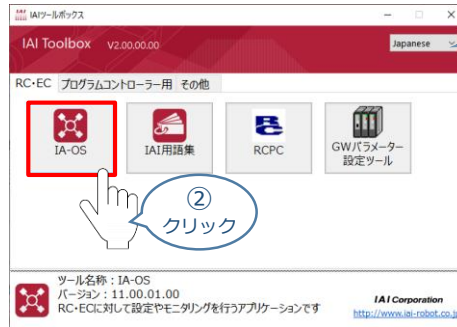 IAIツールボックス
IAI Toolbox V2.00.00.00
Japanese
RC・EC プログラムコントローラー用 その他
IA-OS
IAI用語集
RCPC
GWパラメーター
設定ツール
②
クリック
ツール名称：IA-OS
バージョン：11.00.01.00
RC・ECに対して設定やモニタリングを行うアプリケーションです
IAI Corporation
http://www.iai-robot.co.jp